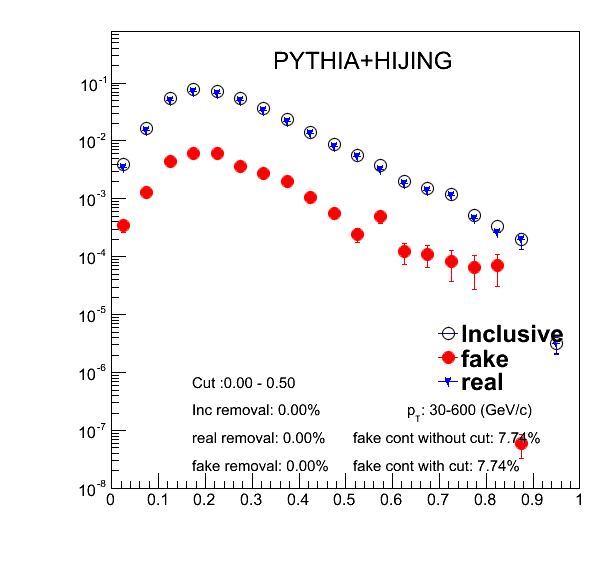 PYTHIA+HIJING
10^-1
10^-2
10^-3
10^-4
10^-5
10^-6
10^-7
10^-8
Inclusive
fake
real
Cut :0.00 - 0.50
Inc removal: 0.00% p_T: 30-600 (GeV/c)
real removal: 0.00% fake cont without cut: 7.74%
fake removal: 0.00% fake cont with cut: 7.74%
0 0.1 0.2 0.3 0.4 0.5 0.6 0.7 0.8 0.9 1